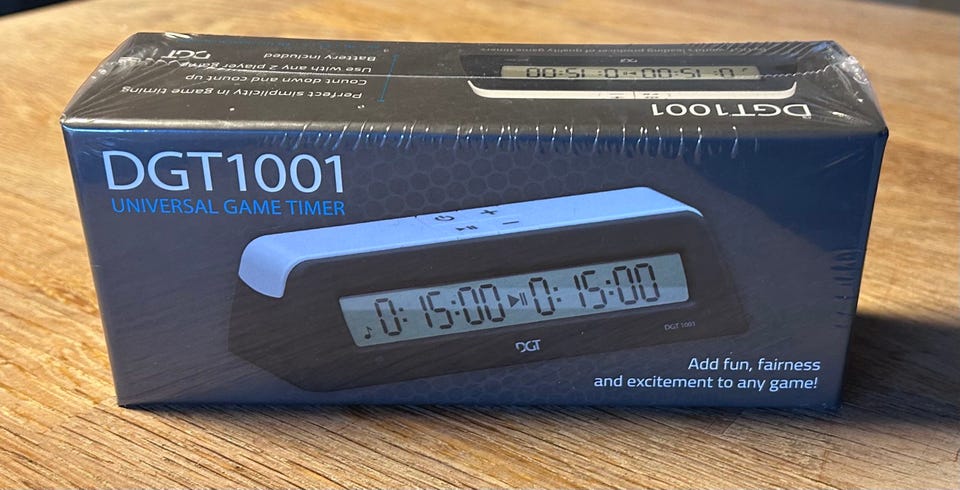 DGT
Perfect simplicity in game timing
Count down and count up
Use with any 2 player game
Battery included
DGT1001
0:15:00 0:15:00
DGT
DGT1001
UNIVERSAL GAME TIMER
+
−
0:15:00 0:15:00
DGT 1001
DGT
Add fun, fairness
and excitement to any game!